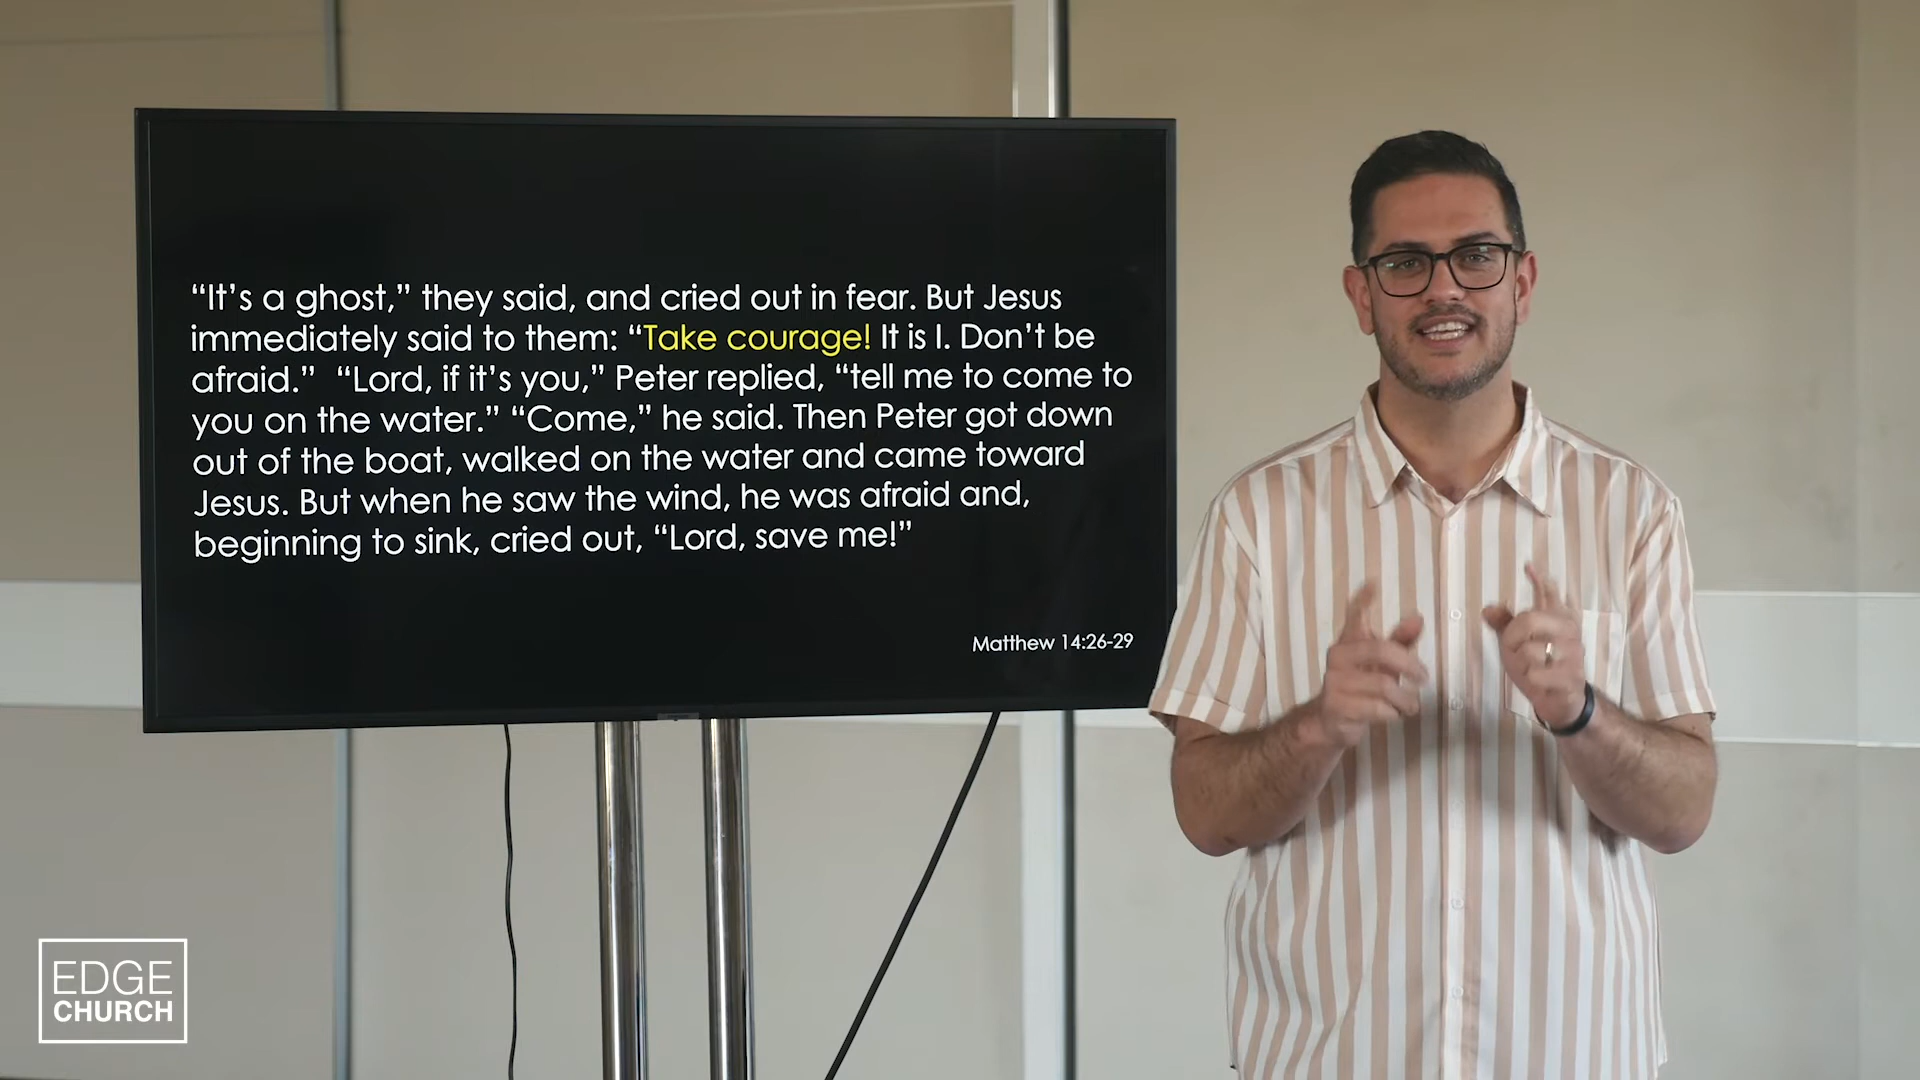 “It’s a ghost,” they said, and cried out in fear. But Jesus
immediately said to them: “Take courage! It is I. Don’t be
afraid.”  “Lord, if it’s you,” Peter replied, “tell me to come to
you on the water.” “Come,” he said. Then Peter got down
out of the boat, walked on the water and came toward
Jesus. But when he saw the wind, he was afraid and,
beginning to sink, cried out, “Lord, save me!”
Matthew 14:26-29
EDGE
CHURCH